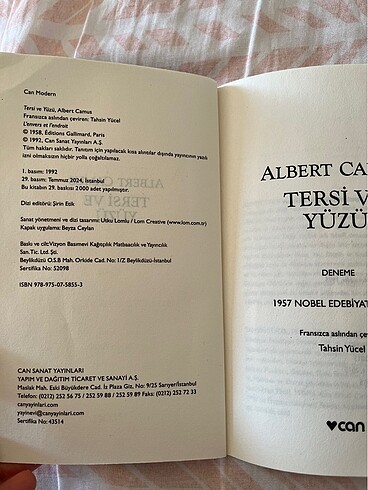 Can Modern
Tersi ve Yüzü, Albert Camus
Fransızca aslından çeviren: Tahsin Yücel
L'envers et l'endroit
© 1958, Éditions Gallimard, Paris
© 1992, Can Sanat Yayınları A.Ş.
Tüm hakları saklıdır. Tanıtım için yapılacak kısa alıntılar dışında yayıncının yazılı
izni olmaksızın hiçbir yolla çoğaltılamaz.
1. basım: 1992
29. basım: Temmuz 2024, İstanbul
Bu kitabın 29. baskısı 2000 adet yapılmıştır.
Dizi editörü: Şirin Etik
Sanat yönetmeni ve dizi tasarımı: Utku Lomlu / Lom Creative (www.lom.com.tr)
Kapak uygulama: Beyza Ceylan
Baskı ve cilt: Vizyon Basımevi Kağıtçılık Matbaacılık ve Yayıncılık
San. Tic. Ltd. Şti.
Beylikdüzü O.S.B Mah. Orkide Cad. No: 1/Z Beylikdüzü-İstanbul
Sertifika No: 52098
ISBN 978-975-07-5855-3
CAN SANAT YAYINLARI
YAPIM VE DAĞITIM TİCARET VE SANAYİ A.Ş.
Maslak Mah. Eski Büyükdere Cad. İz Plaza Giz, No: 9/25 Sarıyer/İstanbul
Telefon: (0212) 252 56 75 / 252 59 88 / 252 59 89 Faks: (0212) 252 72 33
canyayinlari.com
yayinevi@canyayinlari.com
Sertifika No: 43514
ALBERT CA
TERSİ V
YÜZÜ
DENEME
1957 NOBEL EDEBİYAT
Fransızca aslından çev
Tahsin Yücel
can